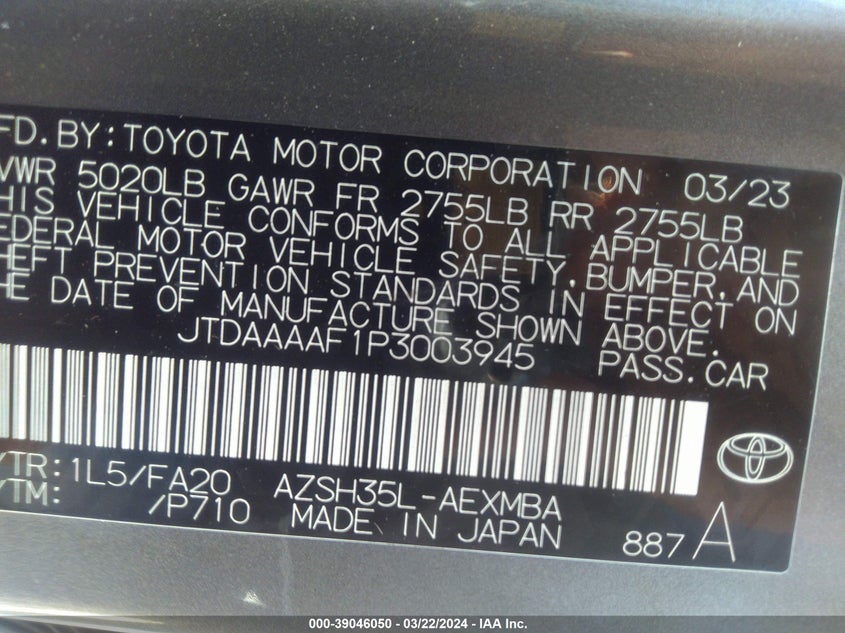 FD. BY: TOYOTA MOTOR CORPORATION 03/23
VWR 5020LB GAWR FR 2755LB RR 2755LB
HIS VEHICLE CONFORMS TO ALL APPLICABLE
EDERAL MOTOR VEHICLE SAFETY, BUMPER, AND
HEFT PREVENTION STANDARDS IN EFFECT ON
HE DATE OF MANUFACTURE SHOWN ABOVE.
JTDAAAAF1P3003945 PASS. CAR
/TR: 1L5/FA20 AZSH35L-AEXMBA
/TM: /P710 MADE IN JAPAN 887A
000-39046050 - 03/22/2024 - IAA Inc.